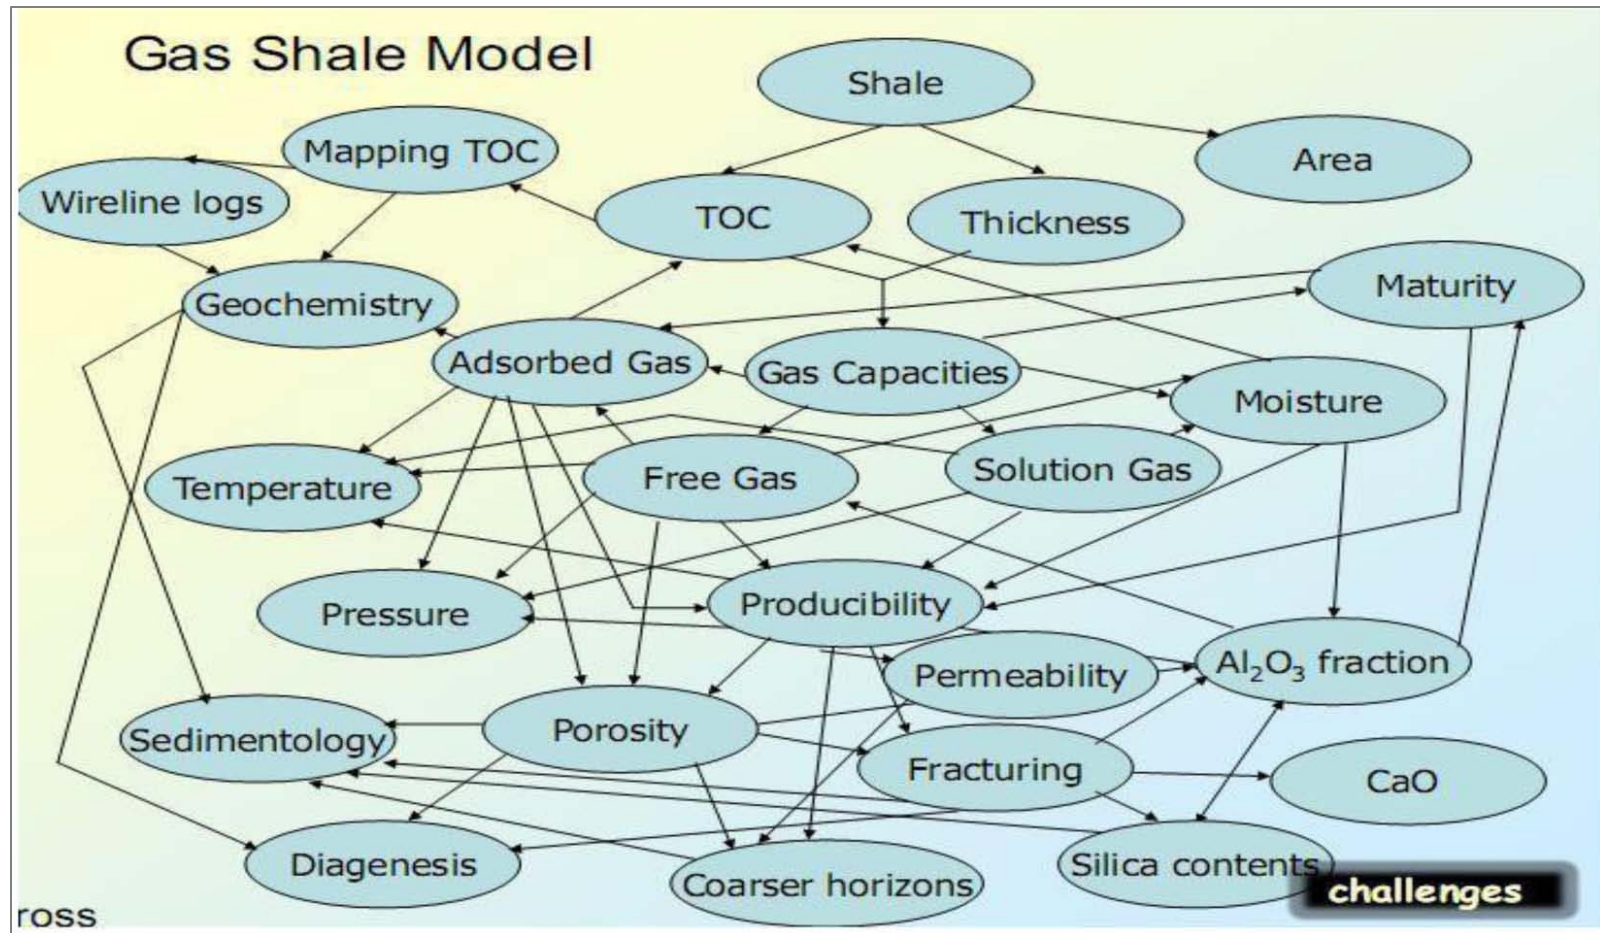 Gas Shale Model
Shale
Mapping TOC
Area
Wireline logs
TOC
Thickness
Maturity
Geochemistry
Adsorbed Gas
Gas Capacities
Moisture
Temperature
Free Gas
Solution Gas
Pressure
Producibility
Permeability
Al₂O₃ fraction
Sedimentology
Porosity
Fracturing
CaO
Diagenesis
Coarser horizons
Silica contents
challenges
ross